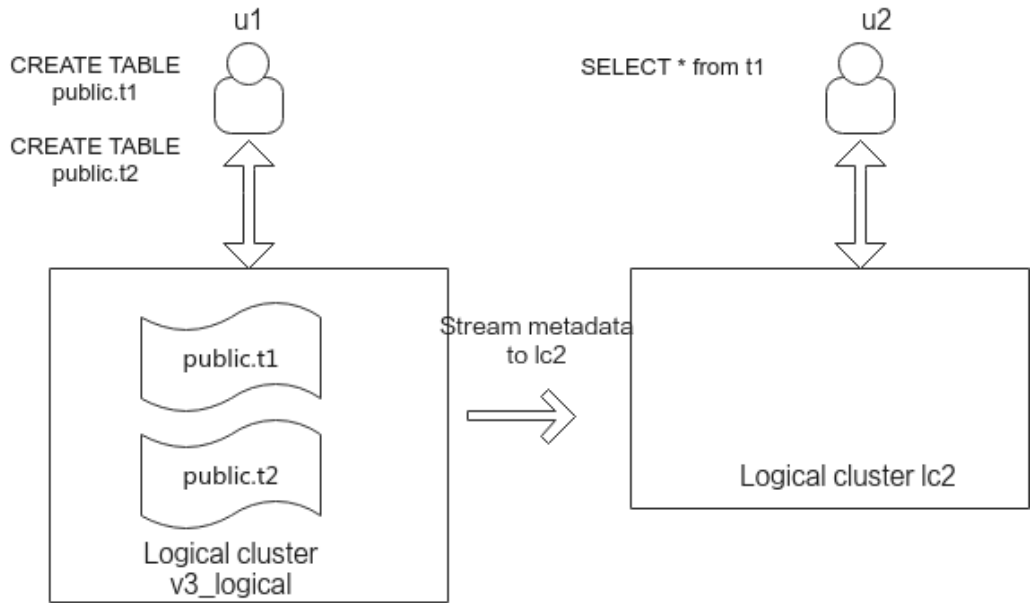 u1
CREATE TABLE
public.t1
CREATE TABLE
public.t2
u2
SELECT * from t1
public.t1
public.t2
Logical cluster
v3_logical
Stream metadata
to lc2
Logical cluster lc2